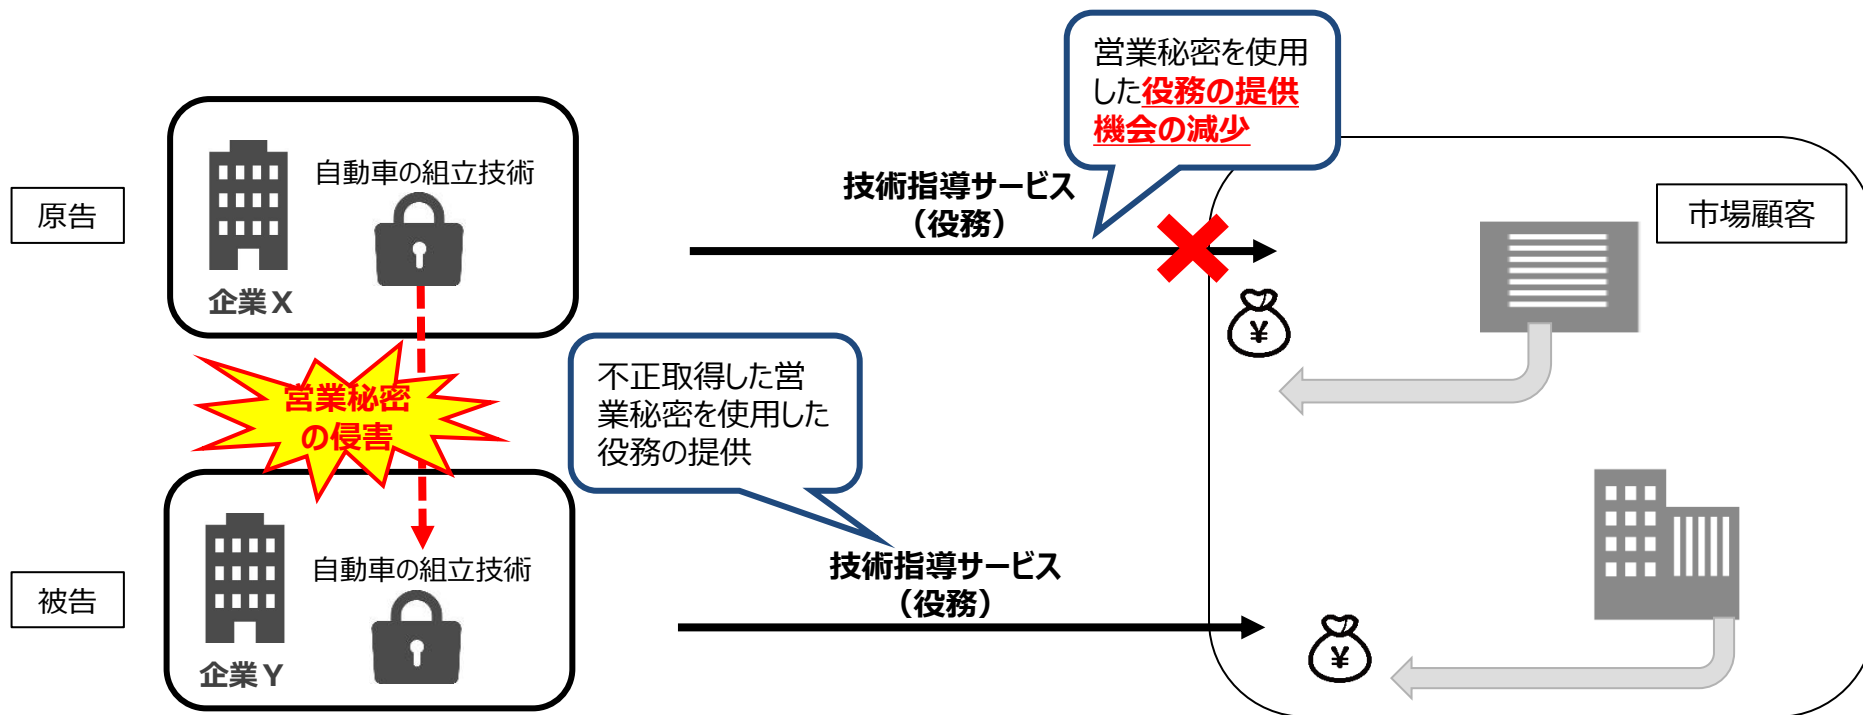 営業秘密を使用
した役務の提供
機会の減少
原告
自動車の組立技術
企業X
技術指導サービス
（役務）
市場顧客
¥
営業秘密
の侵害
不正取得した営
業秘密を使用した
役務の提供
被告
自動車の組立技術
企業Y
技術指導サービス
（役務）
¥